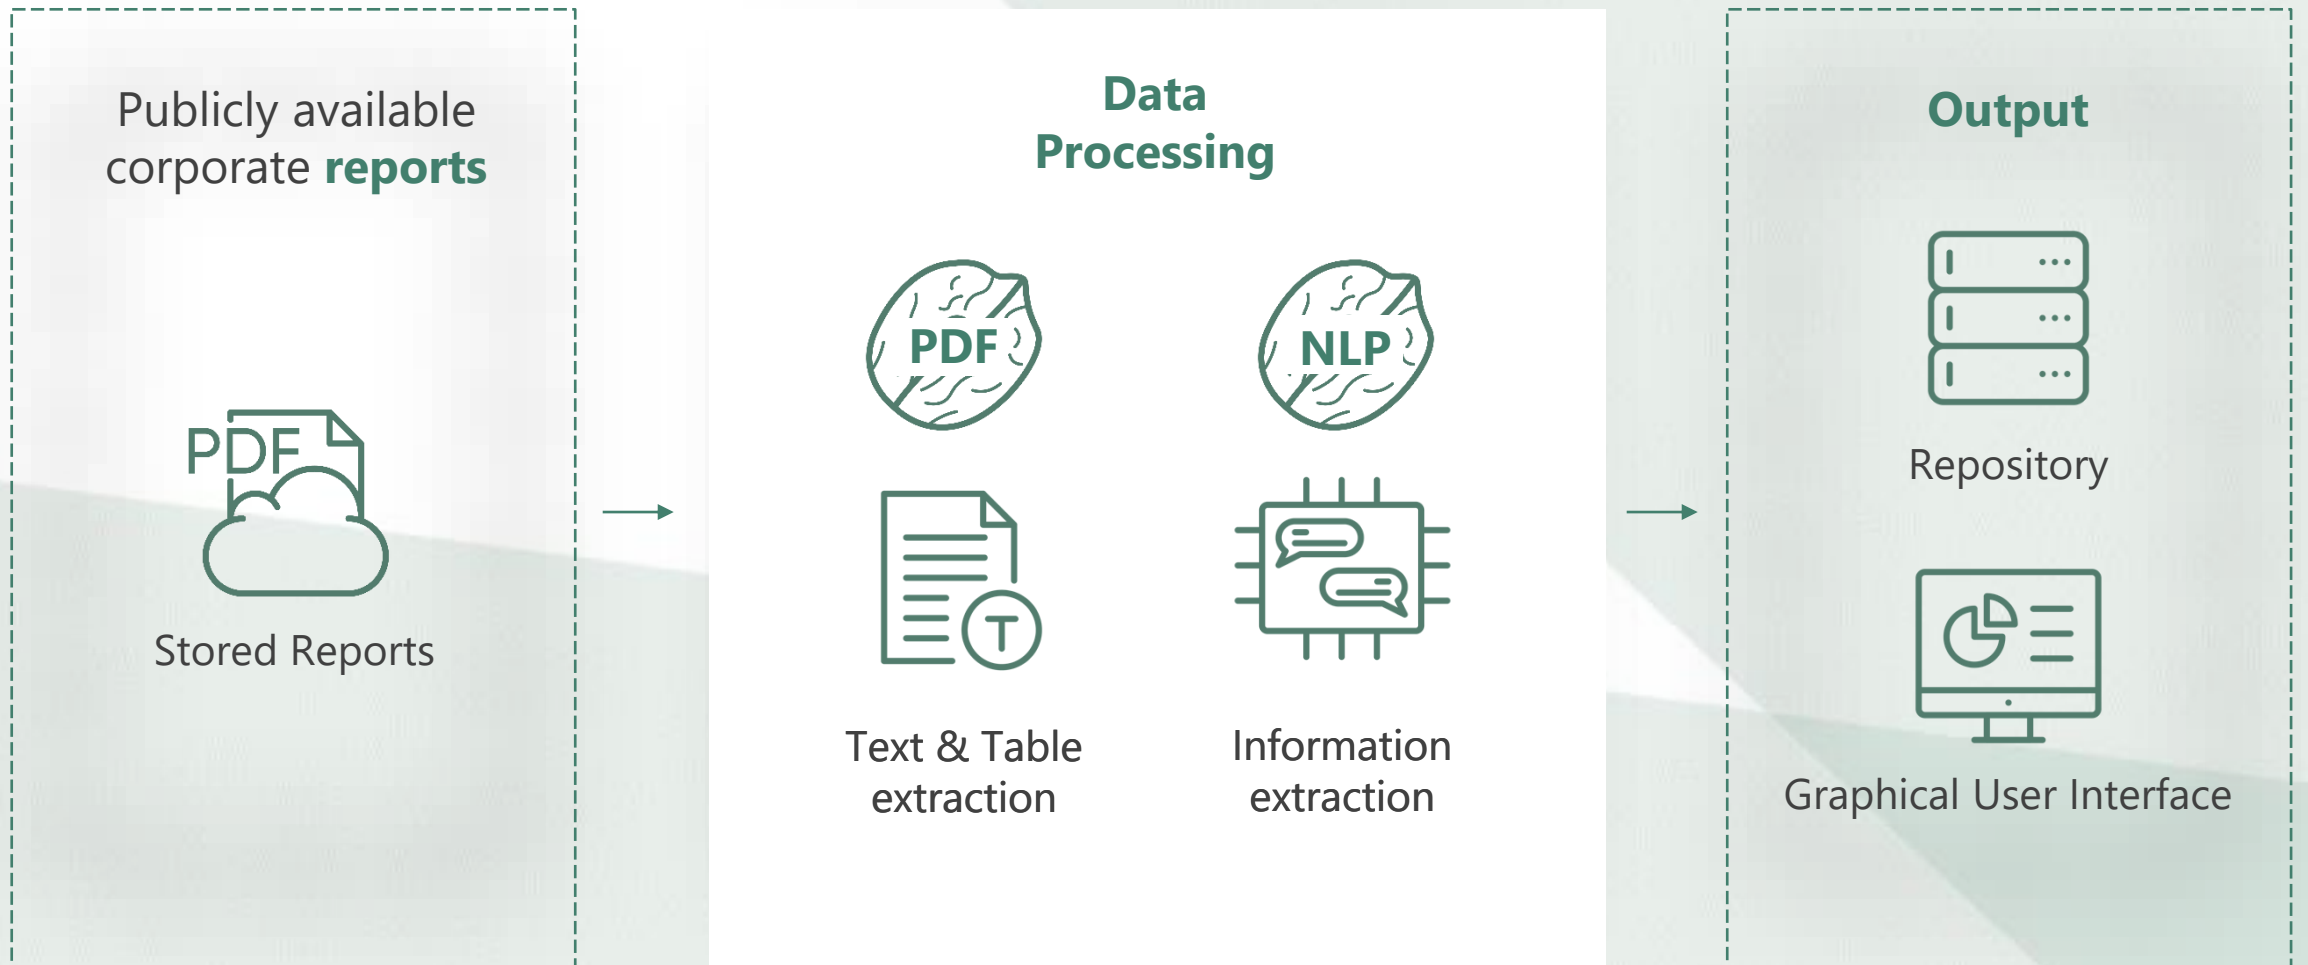 Publicly available
corporate reports
PDF
Stored Reports
Data
Processing
PDF
NLP
T
Text & Table
extraction
Information
extraction
Output
Repository
Graphical User Interface